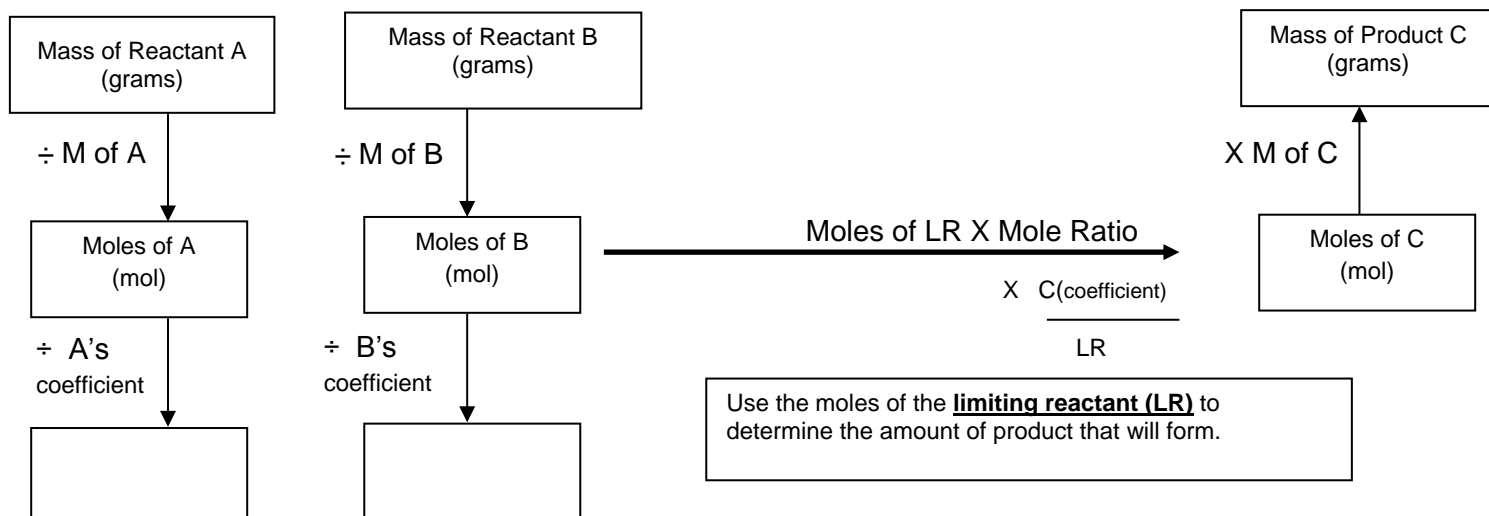 Mass of Reactant A
(grams)
Mass of Reactant B
(grams)
Mass of Product C
(grams)
÷ M of A
÷ M of B
X M of C
Moles of A
(mol)
Moles of B
(mol)
Moles of LR X Mole Ratio
Moles of C
(mol)
X C(coefficient)
LR
÷ A’s
coefficient
÷ B’s
coefficient
Use the moles of the limiting reactant (LR) to
determine the amount of product that will form.